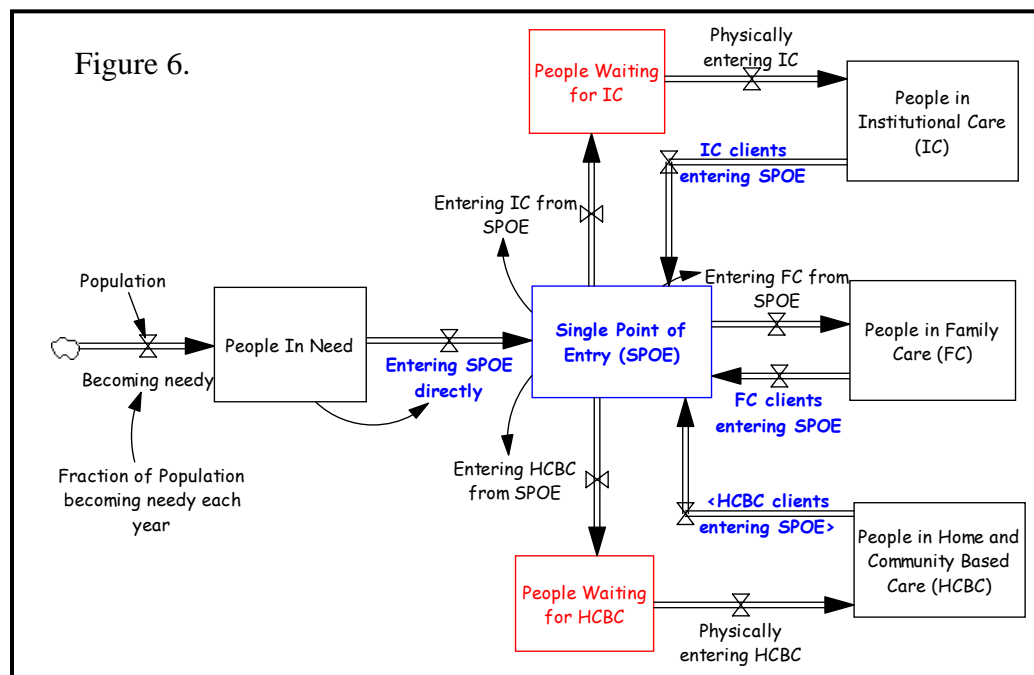 Figure 6.
People Waiting
for IC
Physically
entering IC
People in
Institutional Care
(IC)
IC clients
entering SPOE
Entering IC from
SPOE
Population
Entering FC from
SPOE
People In Need
Single Point of
Entry (SPOE)
People in Family
Care (FC)
Becoming needy
Entering SPOE
directly
FC clients
entering SPOE
Fraction of Population
becoming needy each
year
Entering HCBC
from SPOE
<HCBC clients
entering SPOE>
People in Home and
Community Based
Care (HCBC)
People Waiting
for HCBC
Physically
entering HCBC